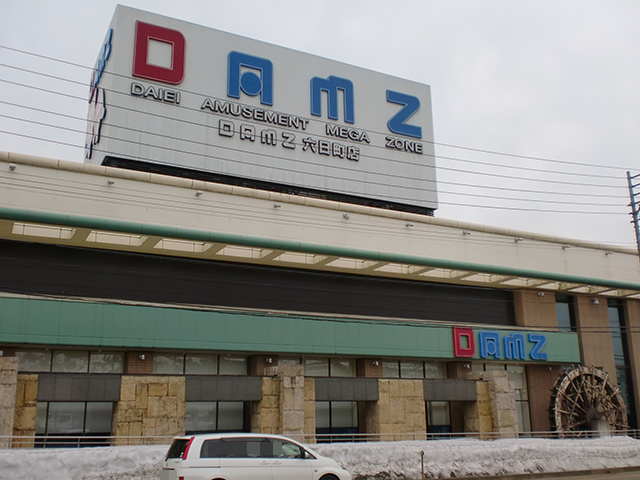 DAMZ
DAIEI AMUSEMENT MEGA ZONE
DAMZ 六日町店
DAMZ